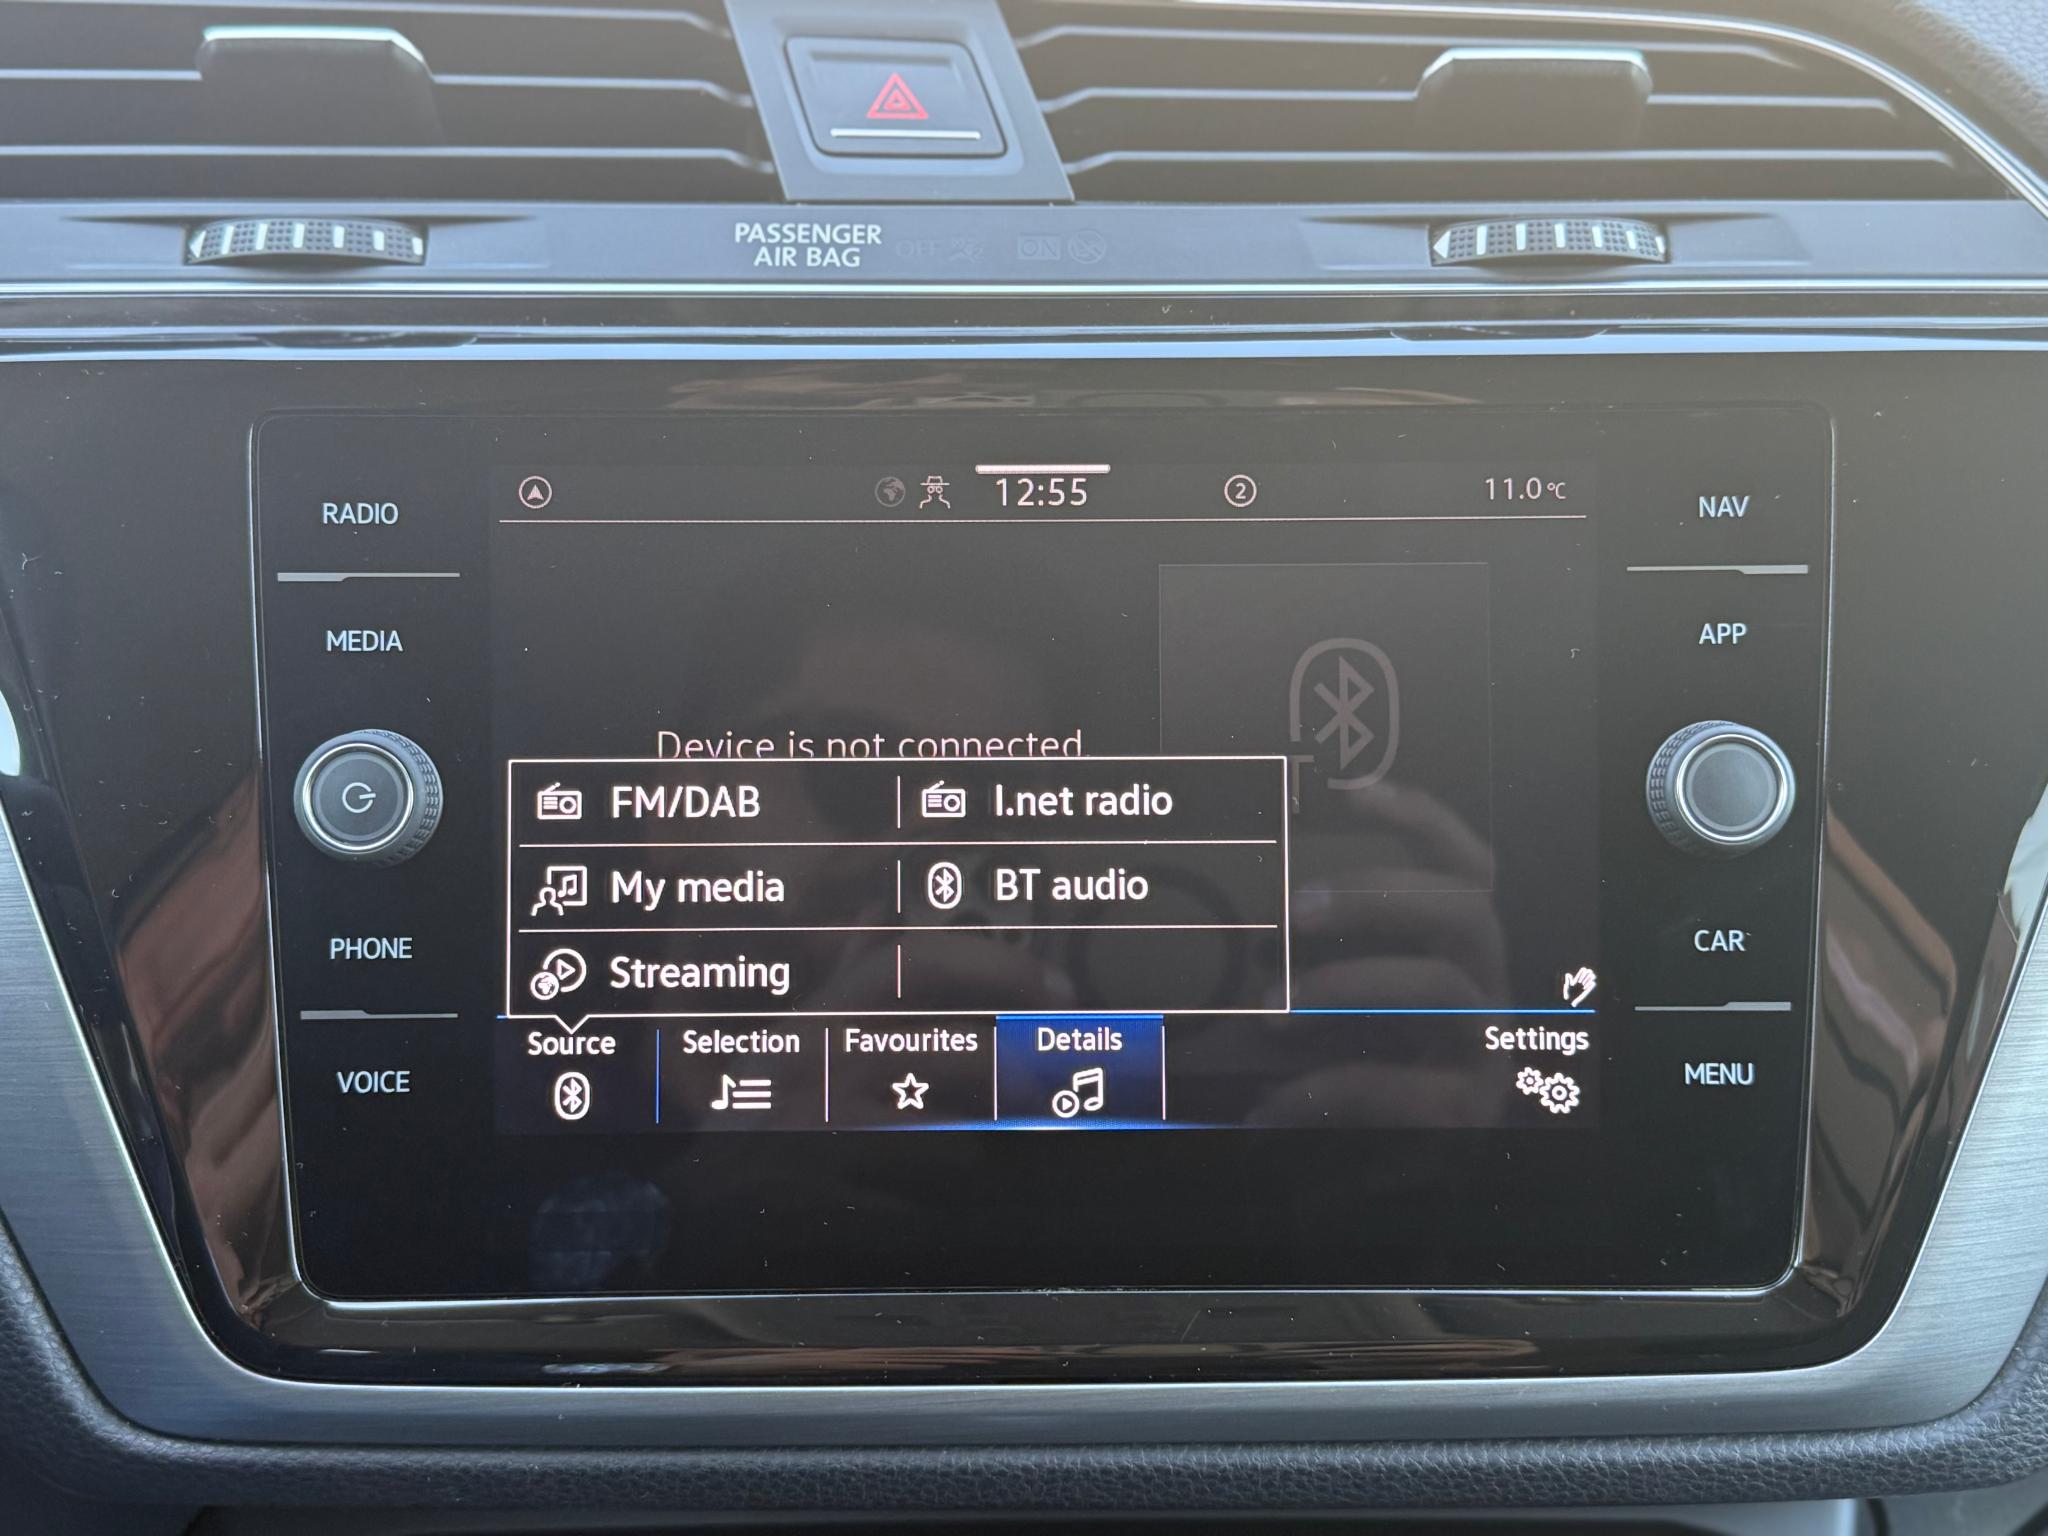 PASSENGER
AIR BAG
OFF
ON
12:55
2
11.0°C
RADIO
NAV
MEDIA
APP
Device is not connected.
FM/DAB
I.net radio
My media
BT audio
Streaming
PHONE
CAR
VOICE
MENU
Source
Selection
Favourites
Details
Settings